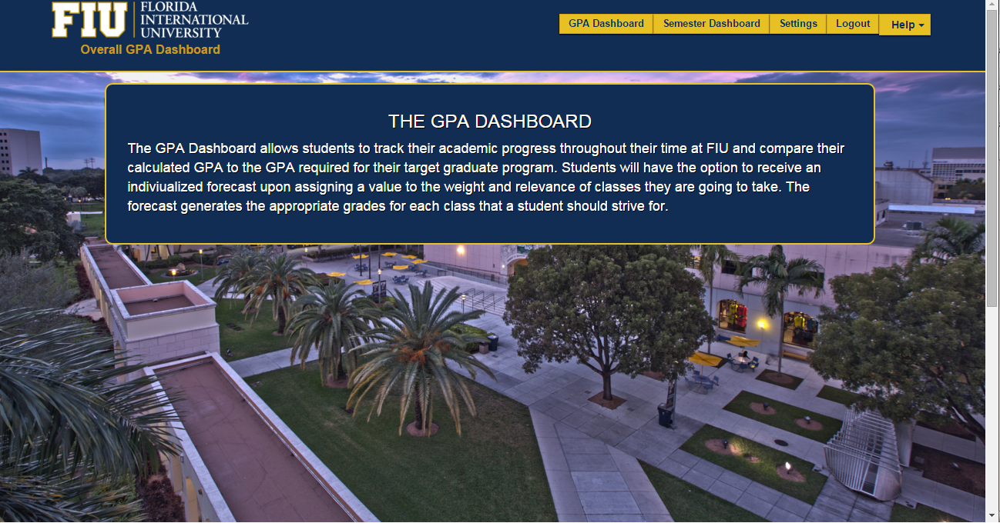 FIU
FLORIDA
INTERNATIONAL
UNIVERSITY
Overall GPA Dashboard
GPA Dashboard
Semester Dashboard
Settings
Logout
Help
THE GPA DASHBOARD
The GPA Dashboard allows students to track their academic progress throughout their time at FIU and compare their
calculated GPA to the GPA required for their target graduate program. Students will have the option to receive an
indiviualized forecast upon assigning a value to the weight and relevance of classes they are going to take. The
forecast generates the appropriate grades for each class that a student should strive for.